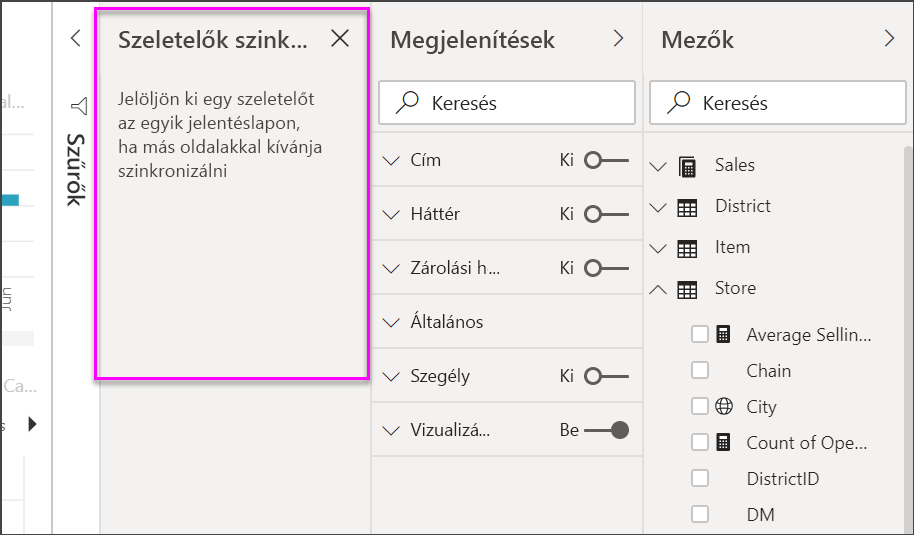 al...
Jun
Ca...
s
Szűrők
Szeletelők szink...
Jelöljön ki egy szeletelőt
az egyik jelentéslapon,
ha más oldalakkal kívánja
szinkronizálni
Megjelenítések
Keresés
Cím Ki
Háttér Ki
Zárolási h... Ki
Általános
Szegély Ki
Vizualizá... Be
Mezők
Keresés
Sales
District
Item
Store
Average Sellin...
Chain
City
Count of Ope...
DistrictID
DM